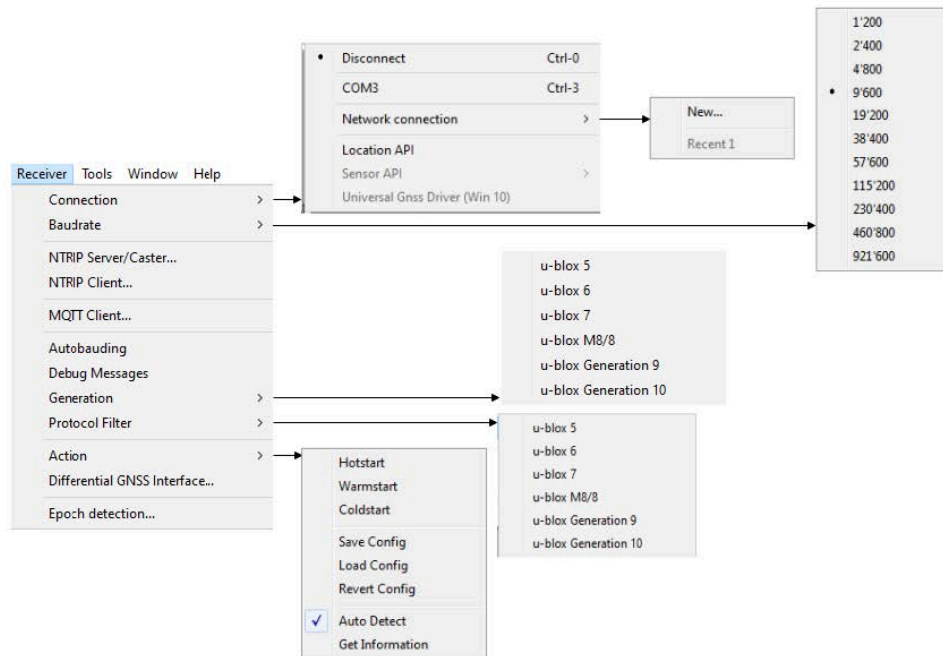 Receiver Tools Window Help
Connection >
Baudrate >
NTRIP Server/Caster...
NTRIP Client...
MQTT Client...
Autobauding
Debug Messages
Generation >
Protocol Filter >
Action >
Differential GNSS Interface...
Epoch detection...
Disconnect Ctrl-0
COM3 Ctrl-3
Network connection >
Location API
Sensor API >
Universal Gnss Driver (Win 10)
New...
Recent 1
1'200
2'400
4'800
9'600
19'200
38'400
57'600
115'200
230'400
460'800
921'600
u-blox 5
u-blox 6
u-blox 7
u-blox M8/8
u-blox Generation 9
u-blox Generation 10
u-blox 5
u-blox 6
u-blox 7
u-blox M8/8
u-blox Generation 9
u-blox Generation 10
Hotstart
Warmstart
Coldstart
Save Config
Load Config
Revert Config
Auto Detect
Get Information